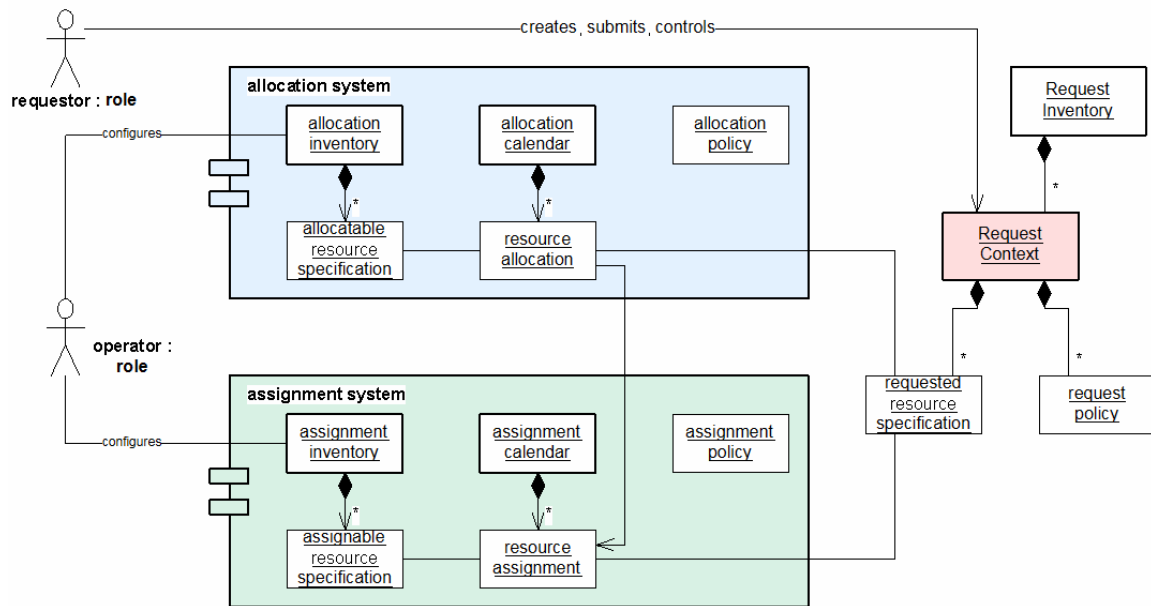 creates, submits, controls
requestor : role
allocation system
allocation
inventory
allocation
calendar
allocation
policy
Request
Inventory
configures
*
*
*
allocatable
resource
specification
resource
allocation
Request
Context
operator :
role
*
*
assignment system
requested
resource
specification
request
policy
assignment
inventory
assignment
calendar
assignment
policy
configures
*
*
assignable
resource
specification
resource
assignment